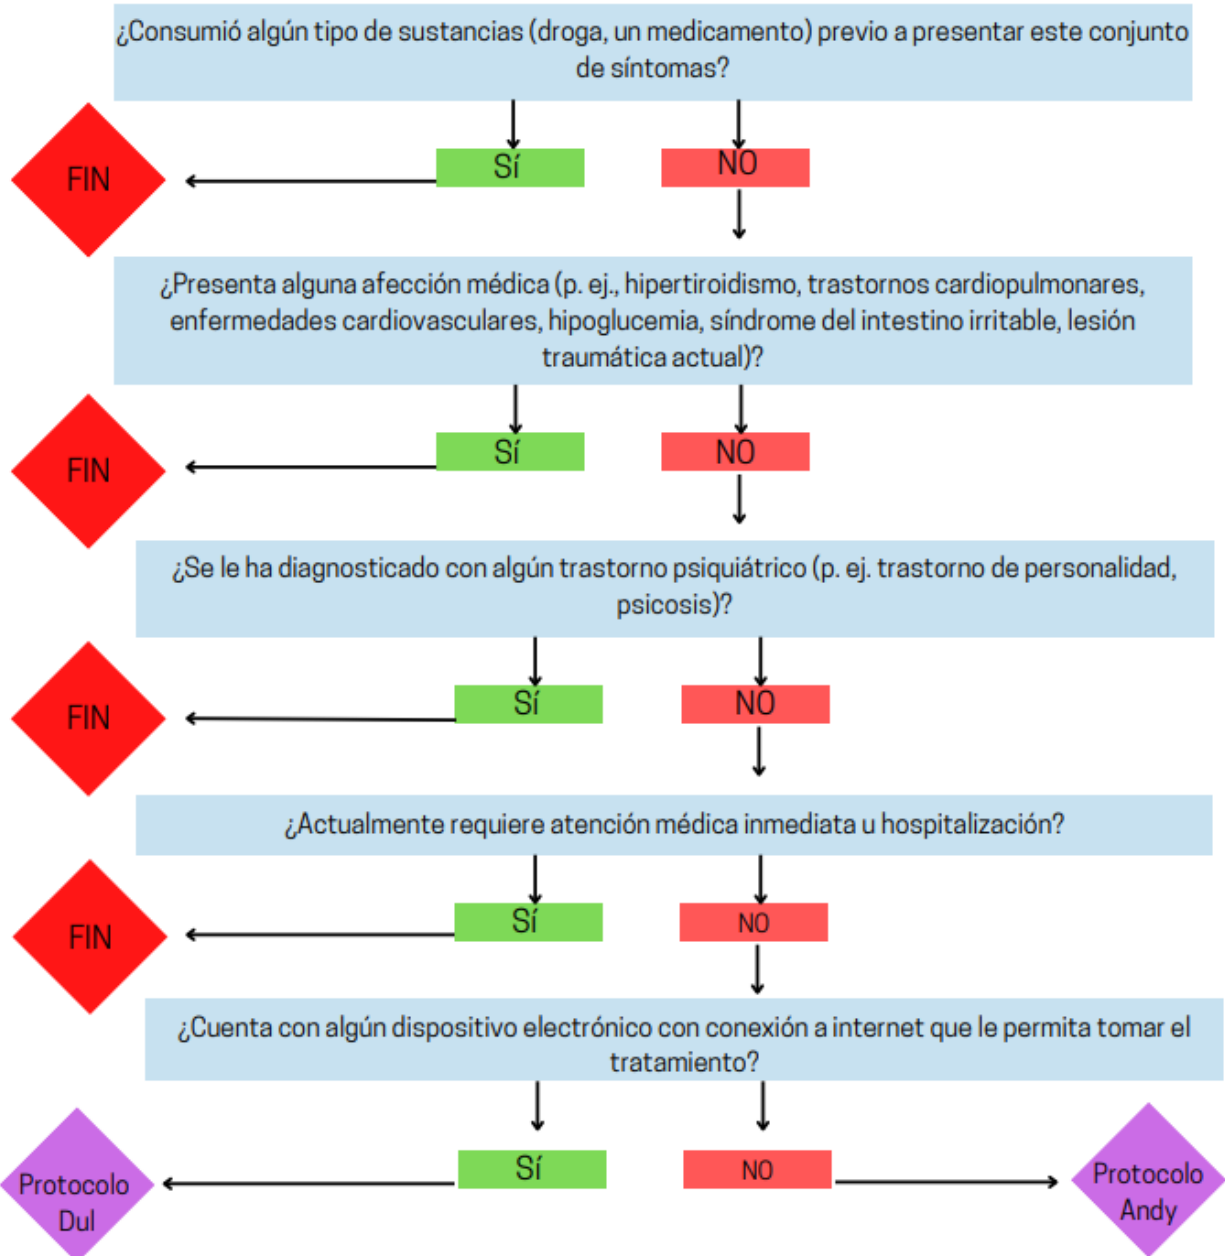 ¿Consumió algún tipo de sustancias (droga, un medicamento) previo a presentar este conjunto
de síntomas?
FIN
Sí
NO
¿Presenta alguna afección médica (p. ej., hipertiroidismo, trastornos cardiopulmonares,
enfermedades cardiovasculares, hipoglucemia, síndrome del intestino irritable, lesión
traumática actual)?
FIN
Sí
NO
¿Se le ha diagnosticado con algún trastorno psiquiátrico (p. ej. trastorno de personalidad,
psicosis)?
FIN
Sí
NO
¿Actualmente requiere atención médica inmediata u hospitalización?
FIN
Sí
NO
¿Cuenta con algún dispositivo electrónico con conexión a internet que le permita tomar el
tratamiento?
Protocolo
Dul
Sí
NO
Protocolo
Andy